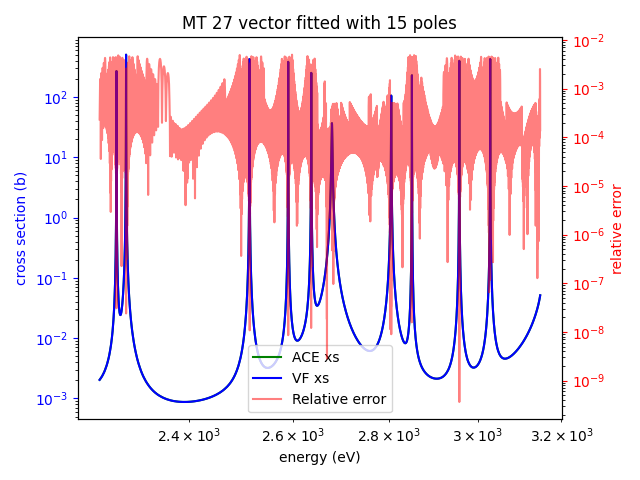 MT 27 vector fitted with 15 poles
10²
10¹
10⁰
10⁻¹
10⁻²
10⁻³
cross section (b)
10⁻²
10⁻³
10⁻⁴
10⁻⁵
10⁻⁶
10⁻⁷
10⁻⁸
10⁻⁹
relative error
ACE xs
VF xs
Relative error
2.4 × 10³ 2.6 × 10³ 2.8 × 10³ 3 × 10³ 3.2 × 10³
energy (eV)